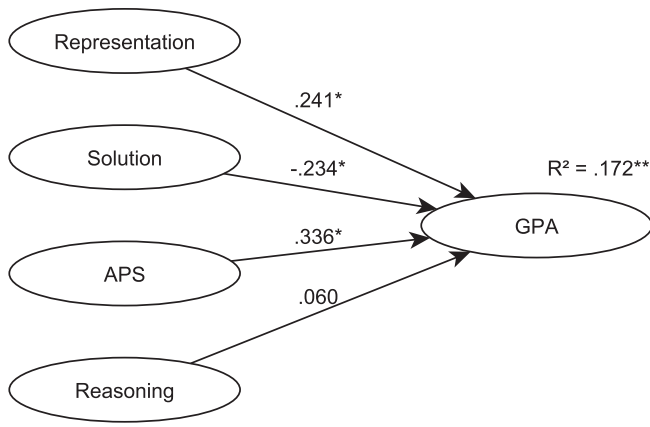 Representation
.241*
Solution
-.234*
R² = .172**
GPA
.336*
APS
.060
Reasoning